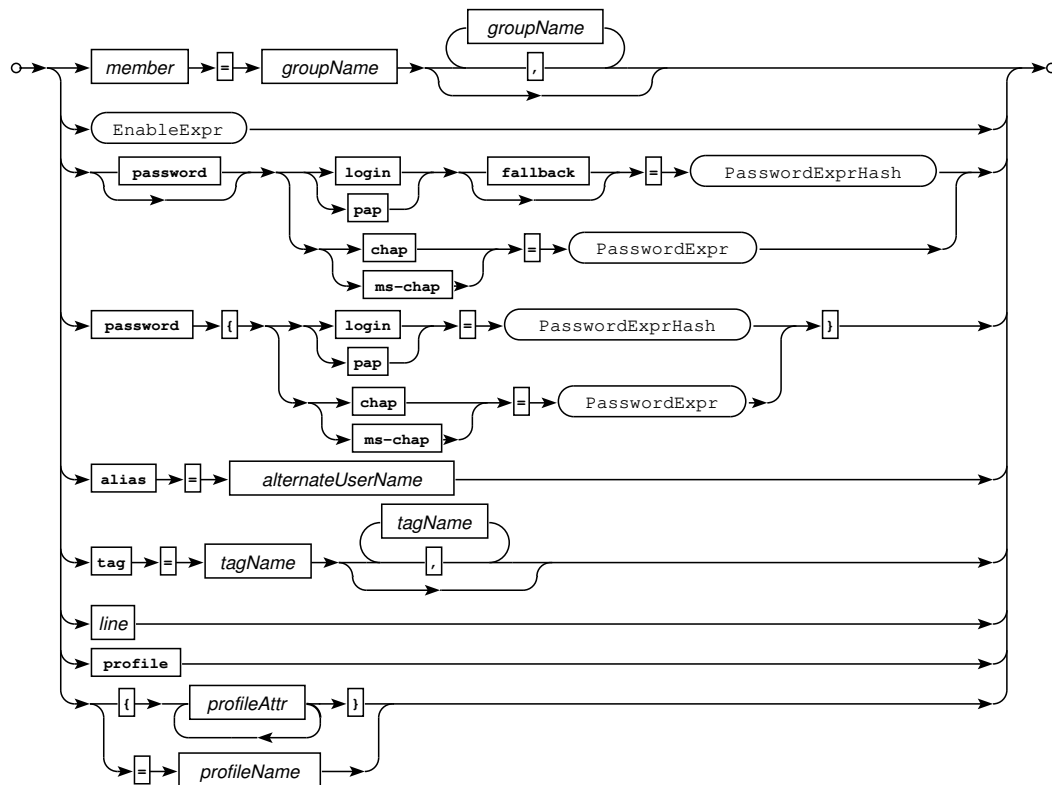 groupName
member = groupName ,
EnableExpr
password login fallback = PasswordExprHash
pap
chap = PasswordExpr
ms-chap
password { login = PasswordExprHash }
pap
chap = PasswordExpr
ms-chap
alias = alternateUserName
tagName
tag = tagName ,
line
profile
{ profileAttr }
= profileName